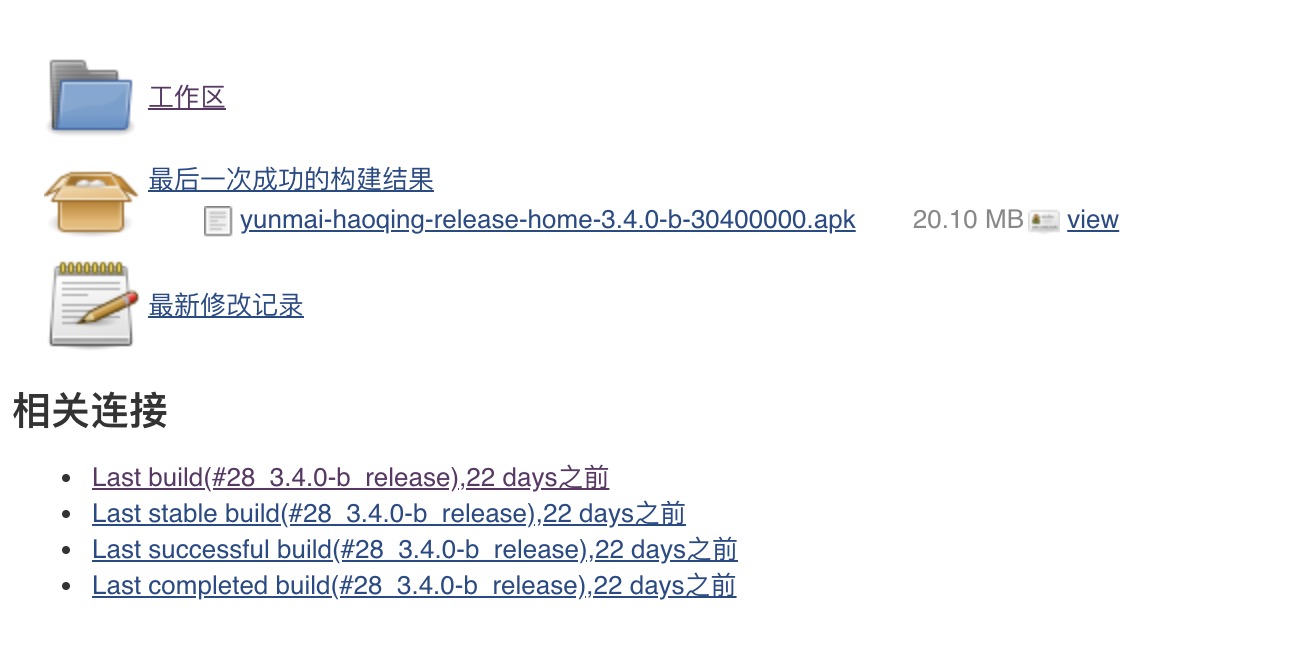 工作区
最后一次成功的构建结果
yunmai-haoqing-release-home-3.4.0-b-30400000.apk 20.10 MB view
最新修改记录
相关连接
Last build(#28_3.4.0-b_release),22 days之前
Last stable build(#28_3.4.0-b_release),22 days之前
Last successful build(#28_3.4.0-b_release),22 days之前
Last completed build(#28_3.4.0-b_release),22 days之前